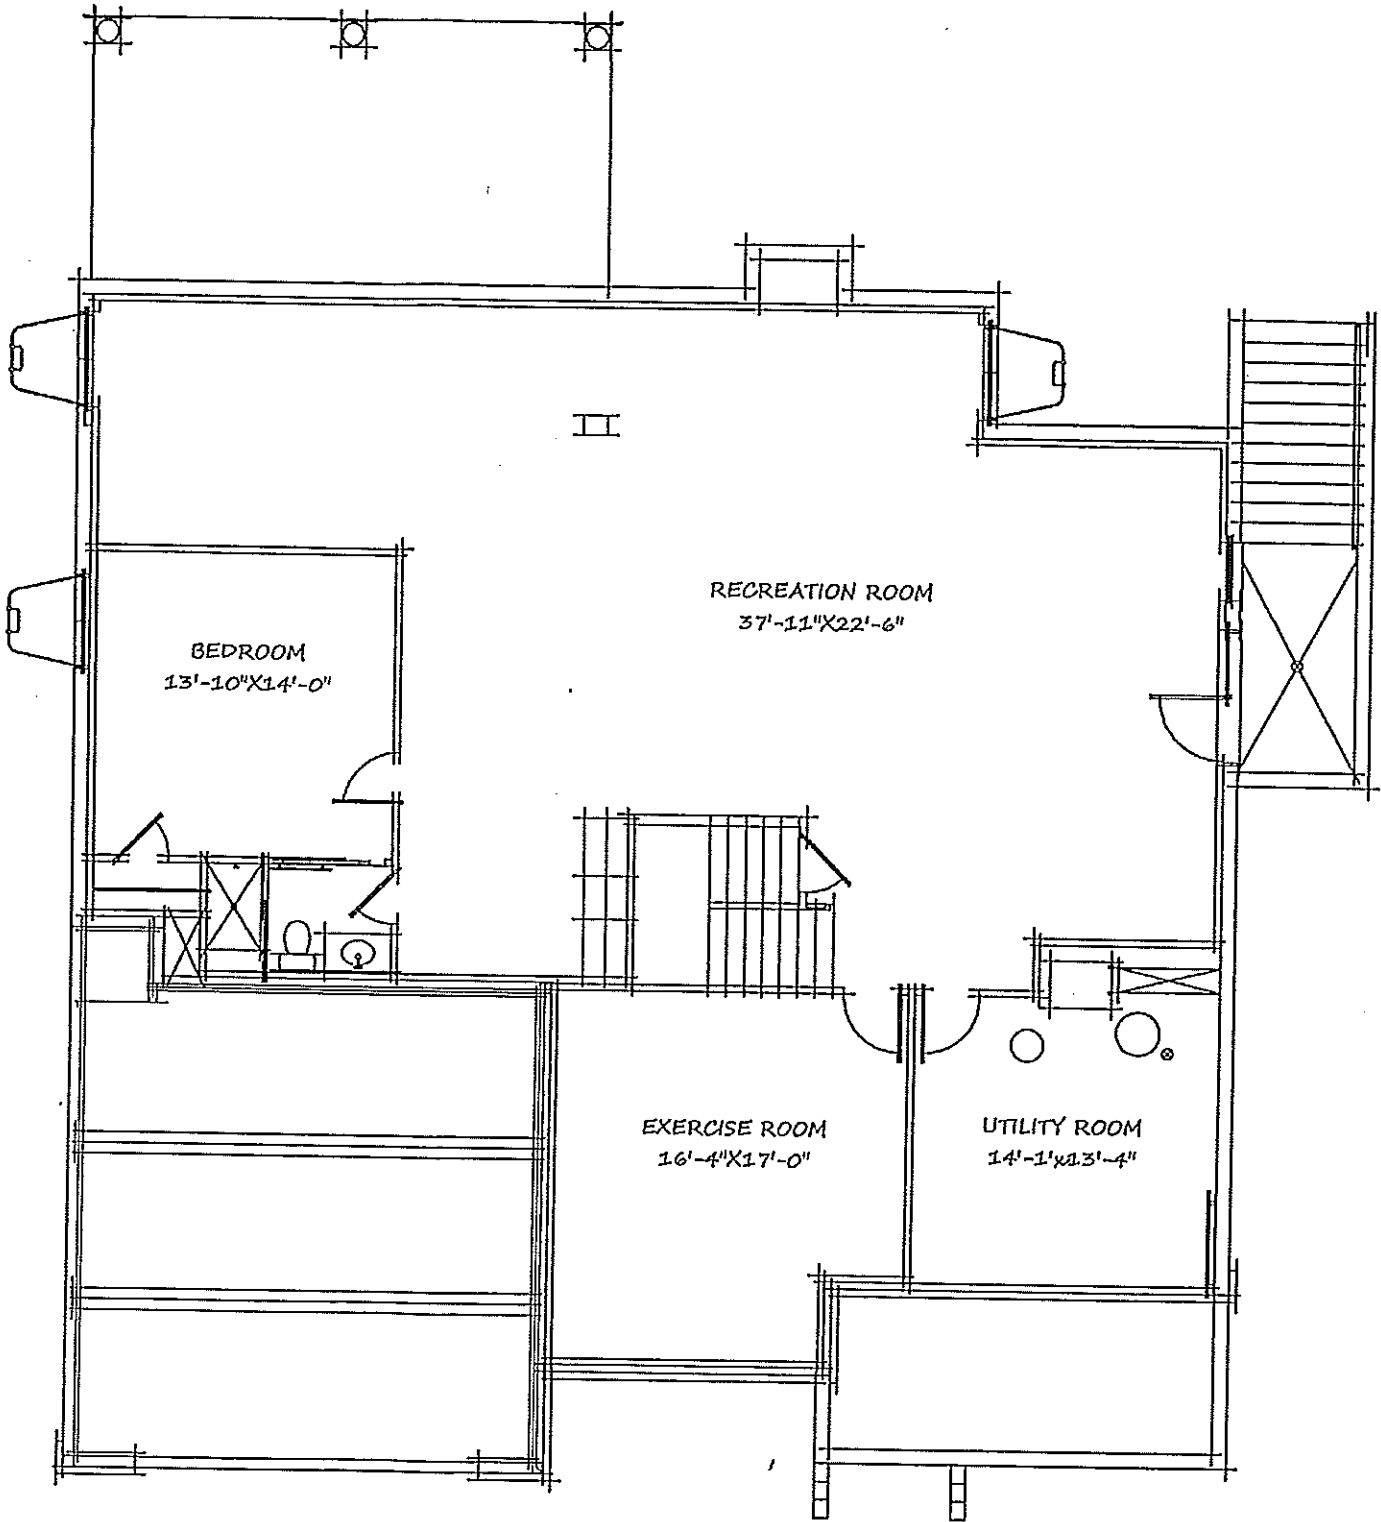 RECREATION ROOM
37'-11"X22'-6"
BEDROOM
13'-10"X14'-0"
EXERCISE ROOM
16'-4"X17'-0"
UTILITY ROOM
14'-1'x13'-4"